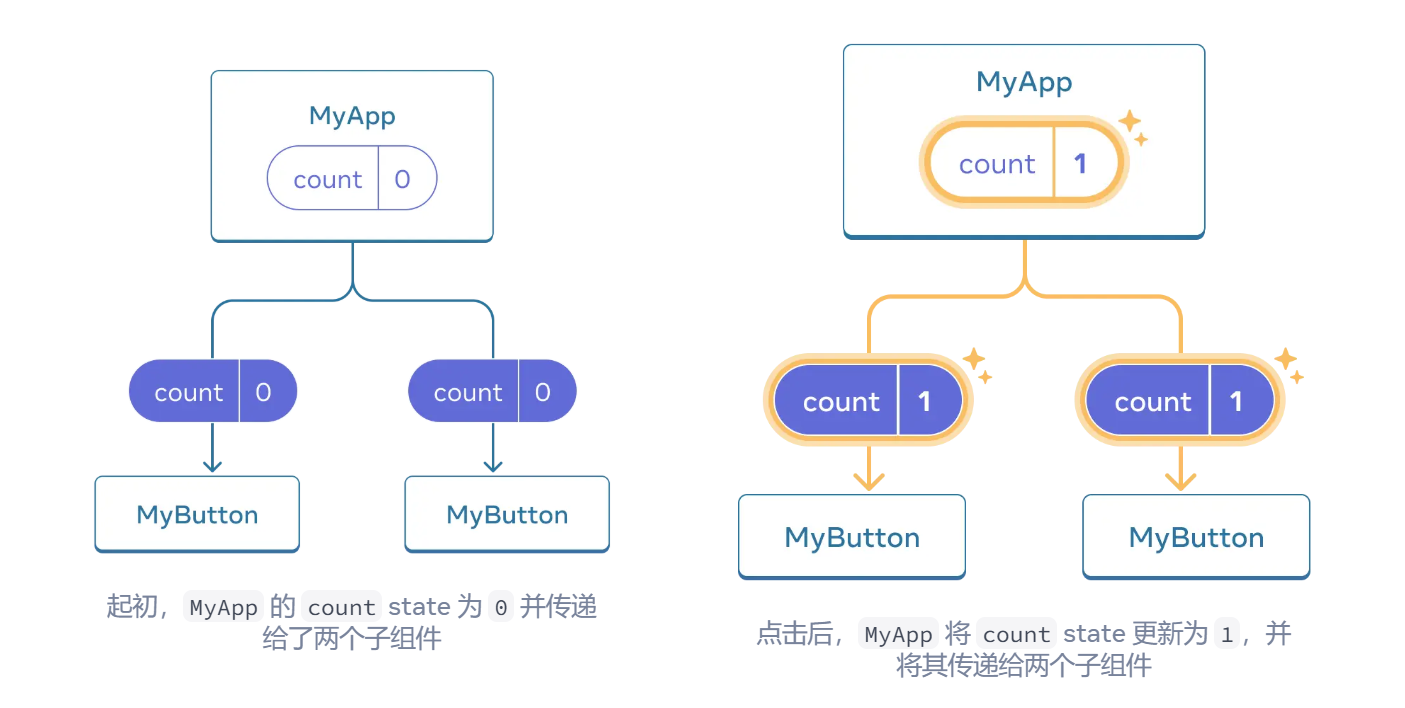 MyApp
count 0
count 0
count 0
MyButton
MyButton
起初，MyApp 的 count state 为 0 并传递
给了两个子组件
MyApp
count 1
count 1
count 1
MyButton
MyButton
点击后，MyApp 将 count state 更新为 1，并
将其传递给两个子组件